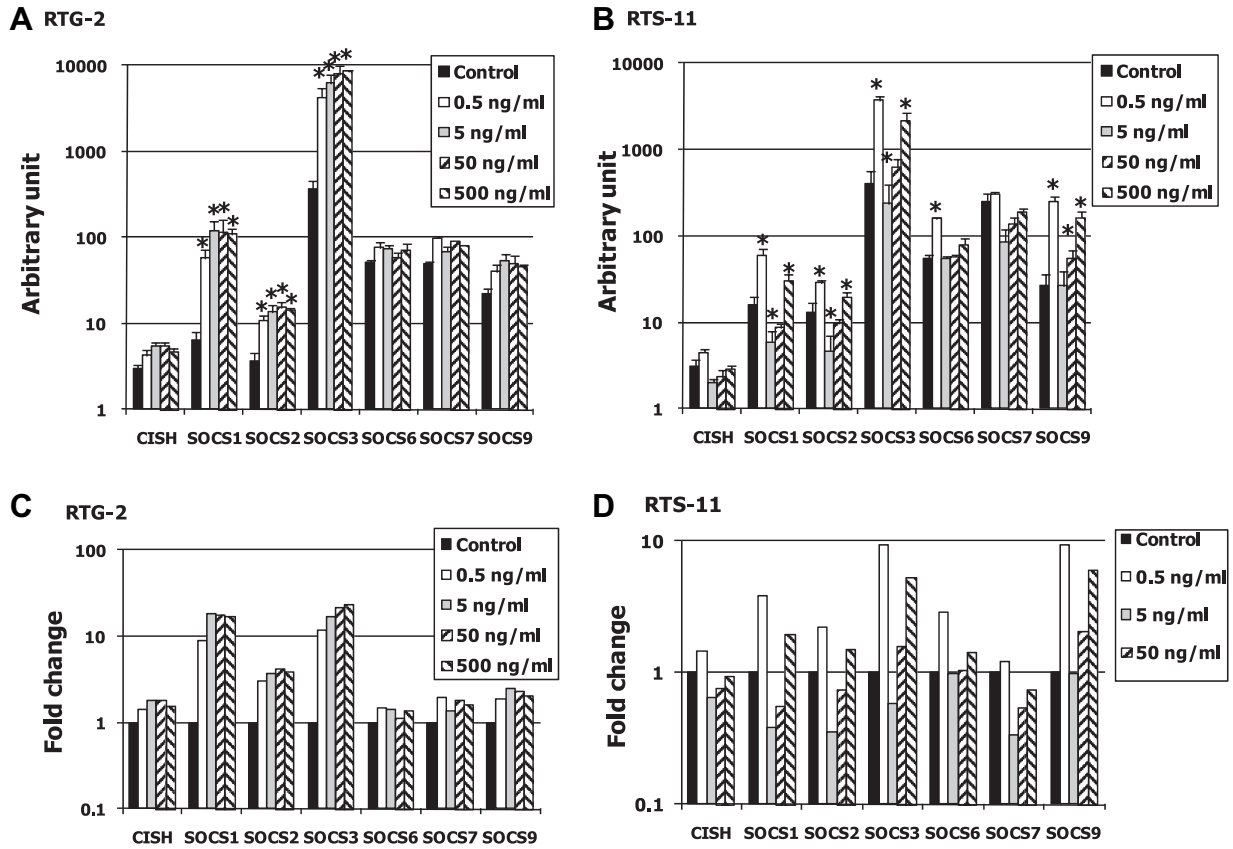 A RTG-2
Arbitrary unit
10000
1000
100
10
1
* * * *
* * * *
* * * *
Control
0.5 ng/ml
5 ng/ml
50 ng/ml
500 ng/ml
CISH SOCS1 SOCS2 SOCS3 SOCS6 SOCS7 SOCS9
B RTS-11
Arbitrary unit
10000
1000
100
10
1
* * *
* * *
* * *
*
* * *
Control
0.5 ng/ml
5 ng/ml
50 ng/ml
500 ng/ml
CISH SOCS1 SOCS2 SOCS3 SOCS6 SOCS7 SOCS9
C RTG-2
Fold change
100
10
1
0.1
Control
0.5 ng/ml
5 ng/ml
50 ng/ml
500 ng/ml
CISH SOCS1 SOCS2 SOCS3 SOCS6 SOCS7 SOCS9
D RTS-11
Fold change
10
1
0.1
Control
0.5 ng/ml
5 ng/ml
50 ng/ml
CISH SOCS1 SOCS2 SOCS3 SOCS6 SOCS7 SOCS9